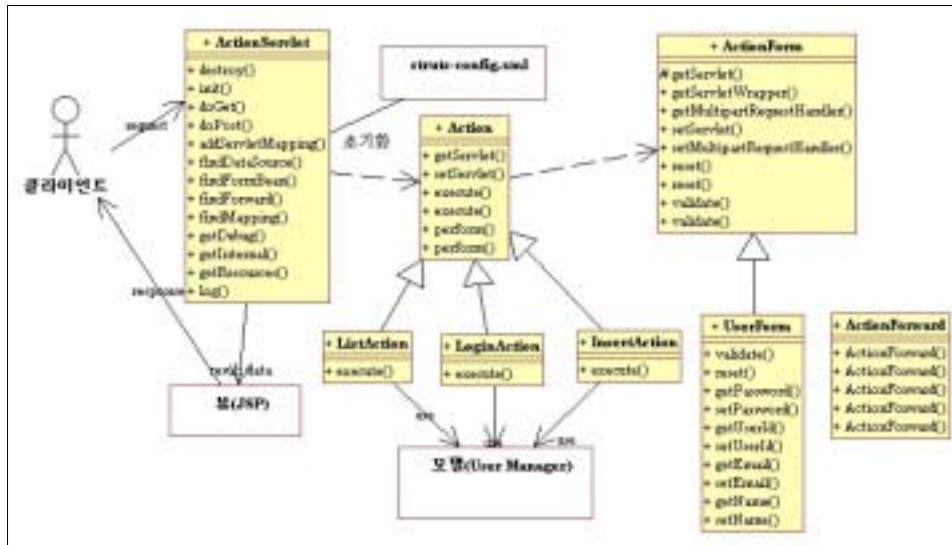 + ActionServlet
+ destroy()
+ init()
+ doGet()
+ doPost()
+ addServletMapping()
+ findDataSource()
+ findFormBean()
+ findForward()
+ findMapping()
+ getDebug()
+ getInternal()
+ getResources()
+ log()
struts-config.xml
초기화
request
클라이언트
response
뷰(JSP)
+ Action
+ getServlet()
+ setServlet()
+ execute()
+ execute()
+ perform()
+ perform()
+ ActionForm
# getServlet()
+ getServletWrapper()
+ getMultipartRequestHandler()
+ setServlet()
+ setMultipartRequestHandler()
+ reset()
+ reset()
+ validate()
+ validate()
+ ListAction
+ execute()
+ LoginAction
+ execute()
+ InsertAction
+ execute()
use
use
모델(User Manager)
+ UserForm
+ validate()
+ reset()
+ getPassword()
+ setPassword()
+ getUserId()
+ setUserId()
+ getEmail()
+ setEmail()
+ getName()
+ setName()
+ ActionForward
+ ActionForward()
+ ActionForward()
+ ActionForward()
+ ActionForward()
+ ActionForward()